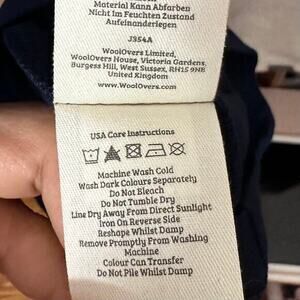 Material Kann Abfarben
Nicht Im Feuchten Zustand
Aufeinanderlegen
J354A
WoolOvers Limited,
WoolOvers House, Victoria Gardens,
Burgess Hill, West Sussex, RH15 9NB
United Kingdom
www.WoolOvers.com
USA Care Instructions
Machine Wash Cold
Wash Dark Colours Separately
Do Not Bleach
Do Not Tumble Dry
Line Dry Away From Direct Sunlight
Iron On Reverse Side
Reshape Whilst Damp
Remove Promptly From Washing
Machine
Colour Can Transfer
Do Not Pile Whilst Damp